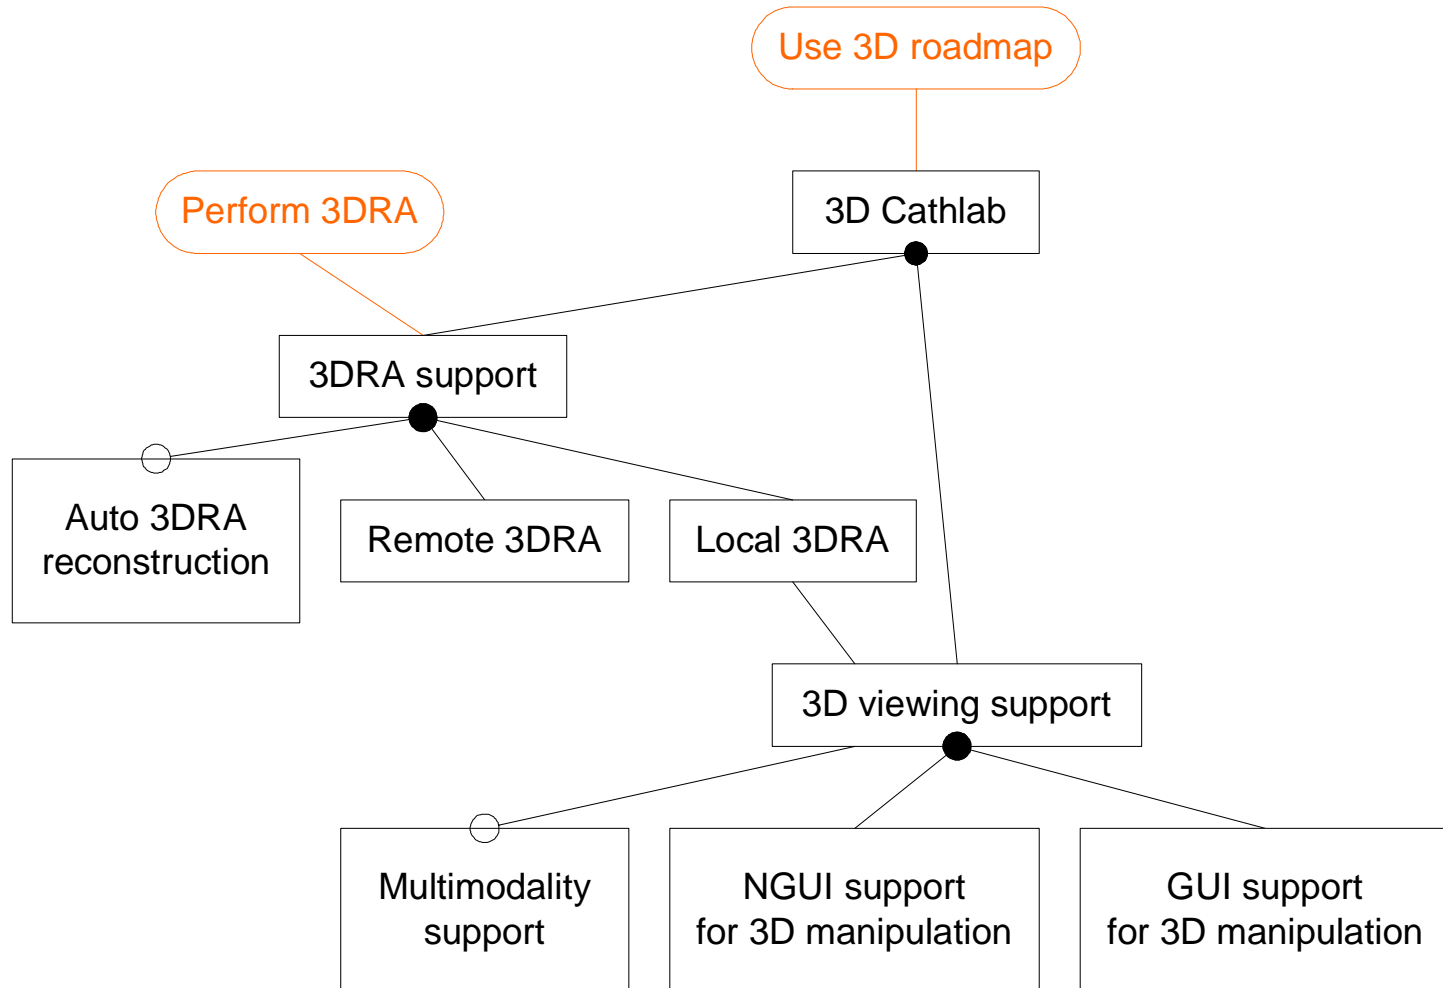 Use 3D roadmap
Perform 3DRA
3D Cathlab
3DRA support
Auto 3DRA
reconstruction
Remote 3DRA
Local 3DRA
3D viewing support
Multimodality
support
NGUI support
for 3D manipulation
GUI support
for 3D manipulation